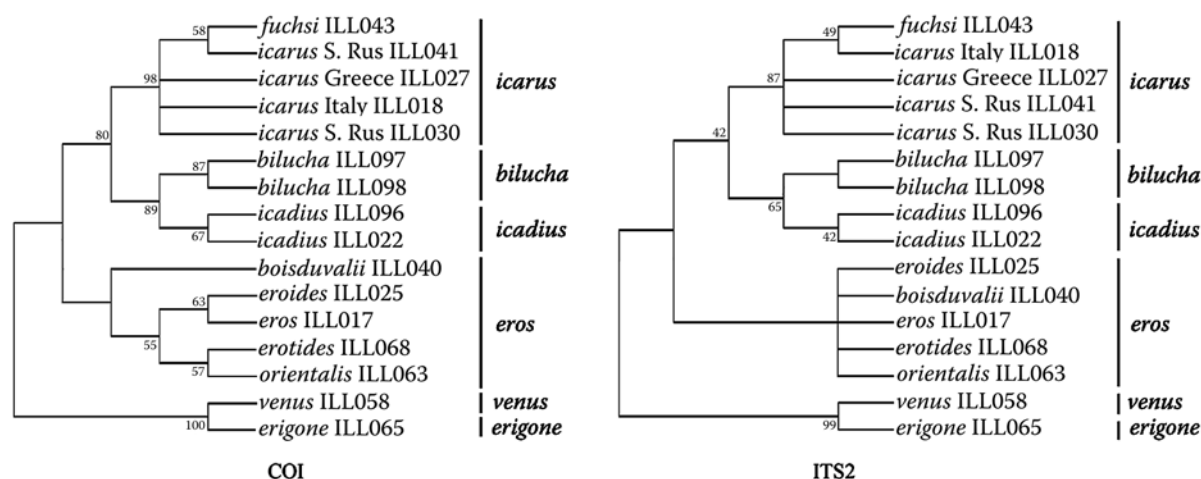 58
fuchsi ILL043
icarus S. Rus ILL041
98
icarus Greece ILL027
icarus
icarus Italy ILL018
icarus S. Rus ILL030
80
87
bilucha ILL097
bilucha ILL098
bilucha
89
icadius ILL096
67
icadius ILL022
icadius
boisduvalii ILL040
63
eroides ILL025
eros ILL017
eros
55
erotides ILL068
57
orientalis ILL063
venus ILL058
venus
100
erigone ILL065
erigone
COI
49
fuchsi ILL043
icarus Italy ILL018
87
icarus Greece ILL027
icarus
icarus S. Rus ILL041
icarus S. Rus ILL030
42
bilucha ILL097
bilucha ILL098
bilucha
65
icadius ILL096
42
icadius ILL022
icadius
eroides ILL025
boisduvalii ILL040
eros ILL017
eros
erotides ILL068
orientalis ILL063
venus ILL058
venus
99
erigone ILL065
erigone
ITS2